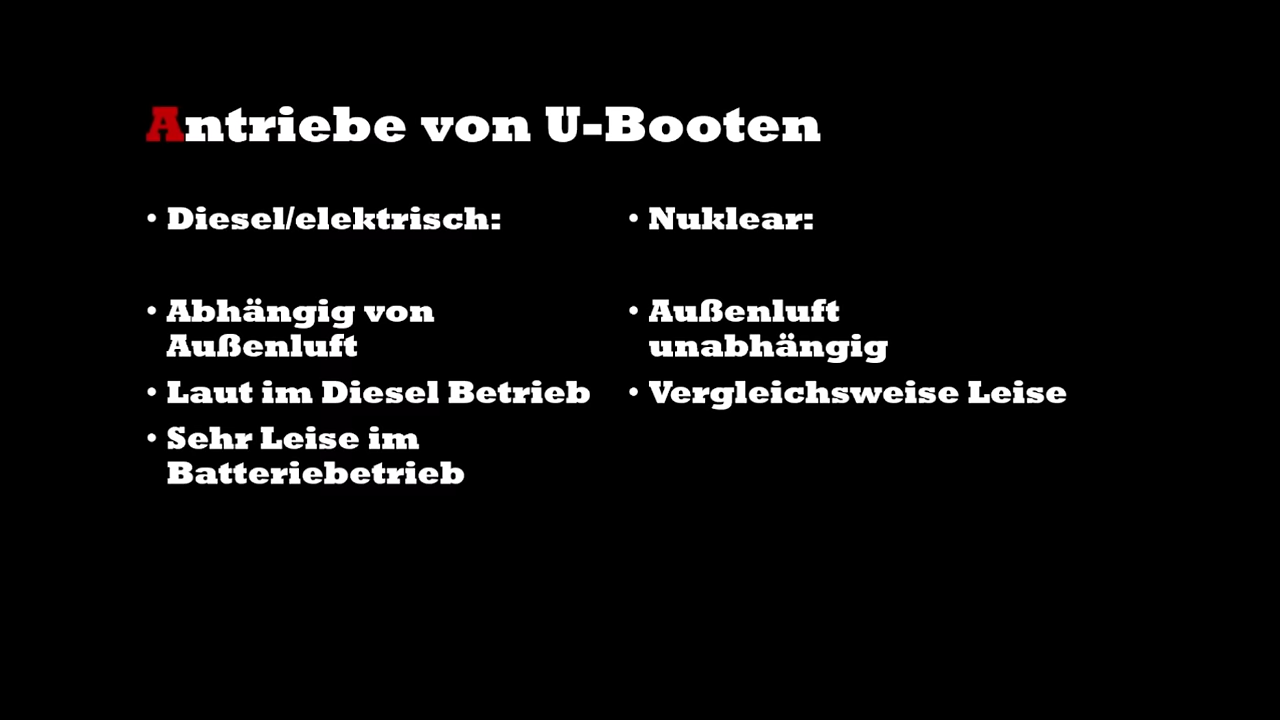 Antriebe von U-Booten
• Diesel/elektrisch:
• Abhängig von
Außenluft
• Laut im Diesel Betrieb
• Sehr Leise im
Batteriebetrieb
• Nuklear:
• Außenluft
unabhängig
• Vergleichsweise Leise